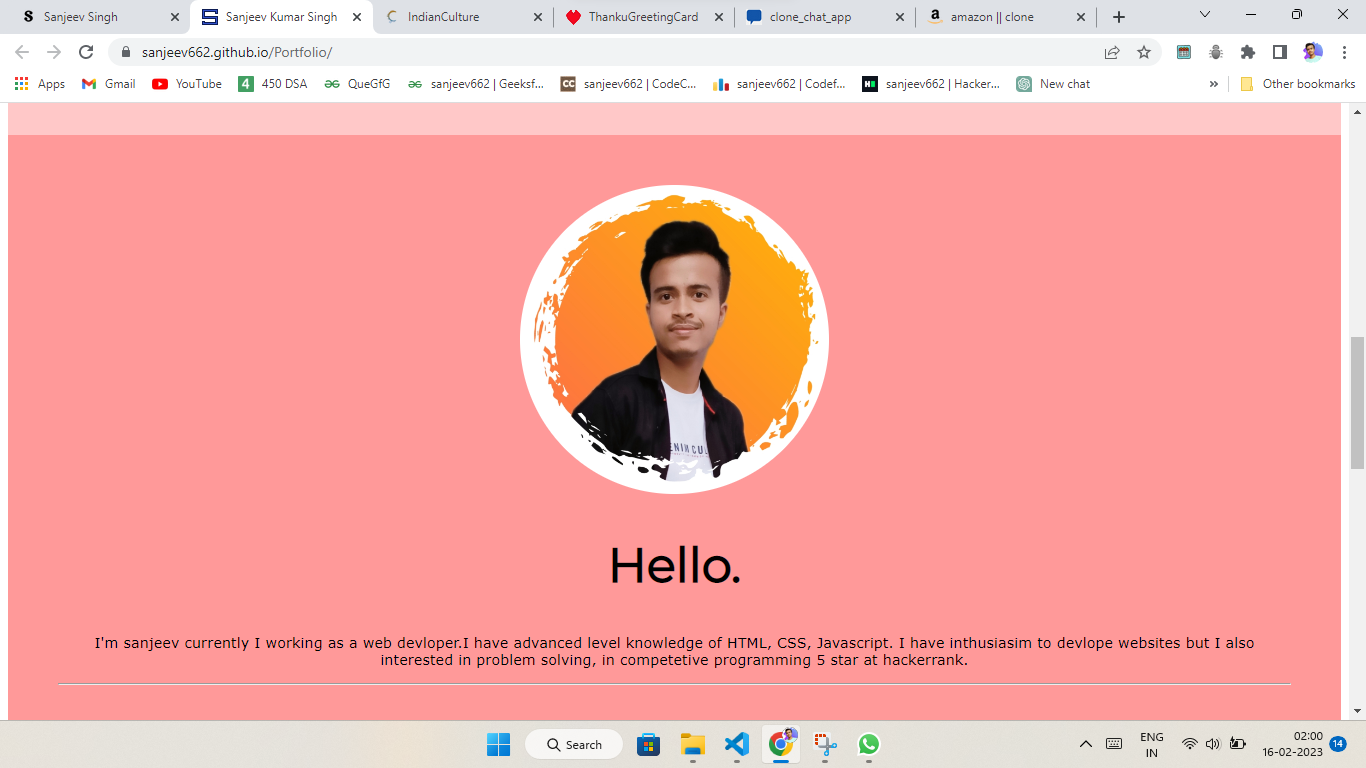 Sanjeev Singh
Sanjeev Kumar Singh
IndianCulture
ThankuGreetingCard
clone_chat_app
amazon || clone
sanjeev662.github.io/Portfolio/
Apps
Gmail
YouTube
4 450 DSA
QueGfG
sanjeev662 | Geeksf...
CC sanjeev662 | CodeC...
sanjeev662 | Codef...
sanjeev662 | Hacker...
New chat
»
Other bookmarks
Hello.
I'm sanjeev currently I working as a web devloper.I have advanced level knowledge of HTML, CSS, Javascript. I have inthusiasim to devlope websites but I also
interested in problem solving, in competetive programming 5 star at hackerrank.
Search
ENG
IN
02:00
16-02-2023
14